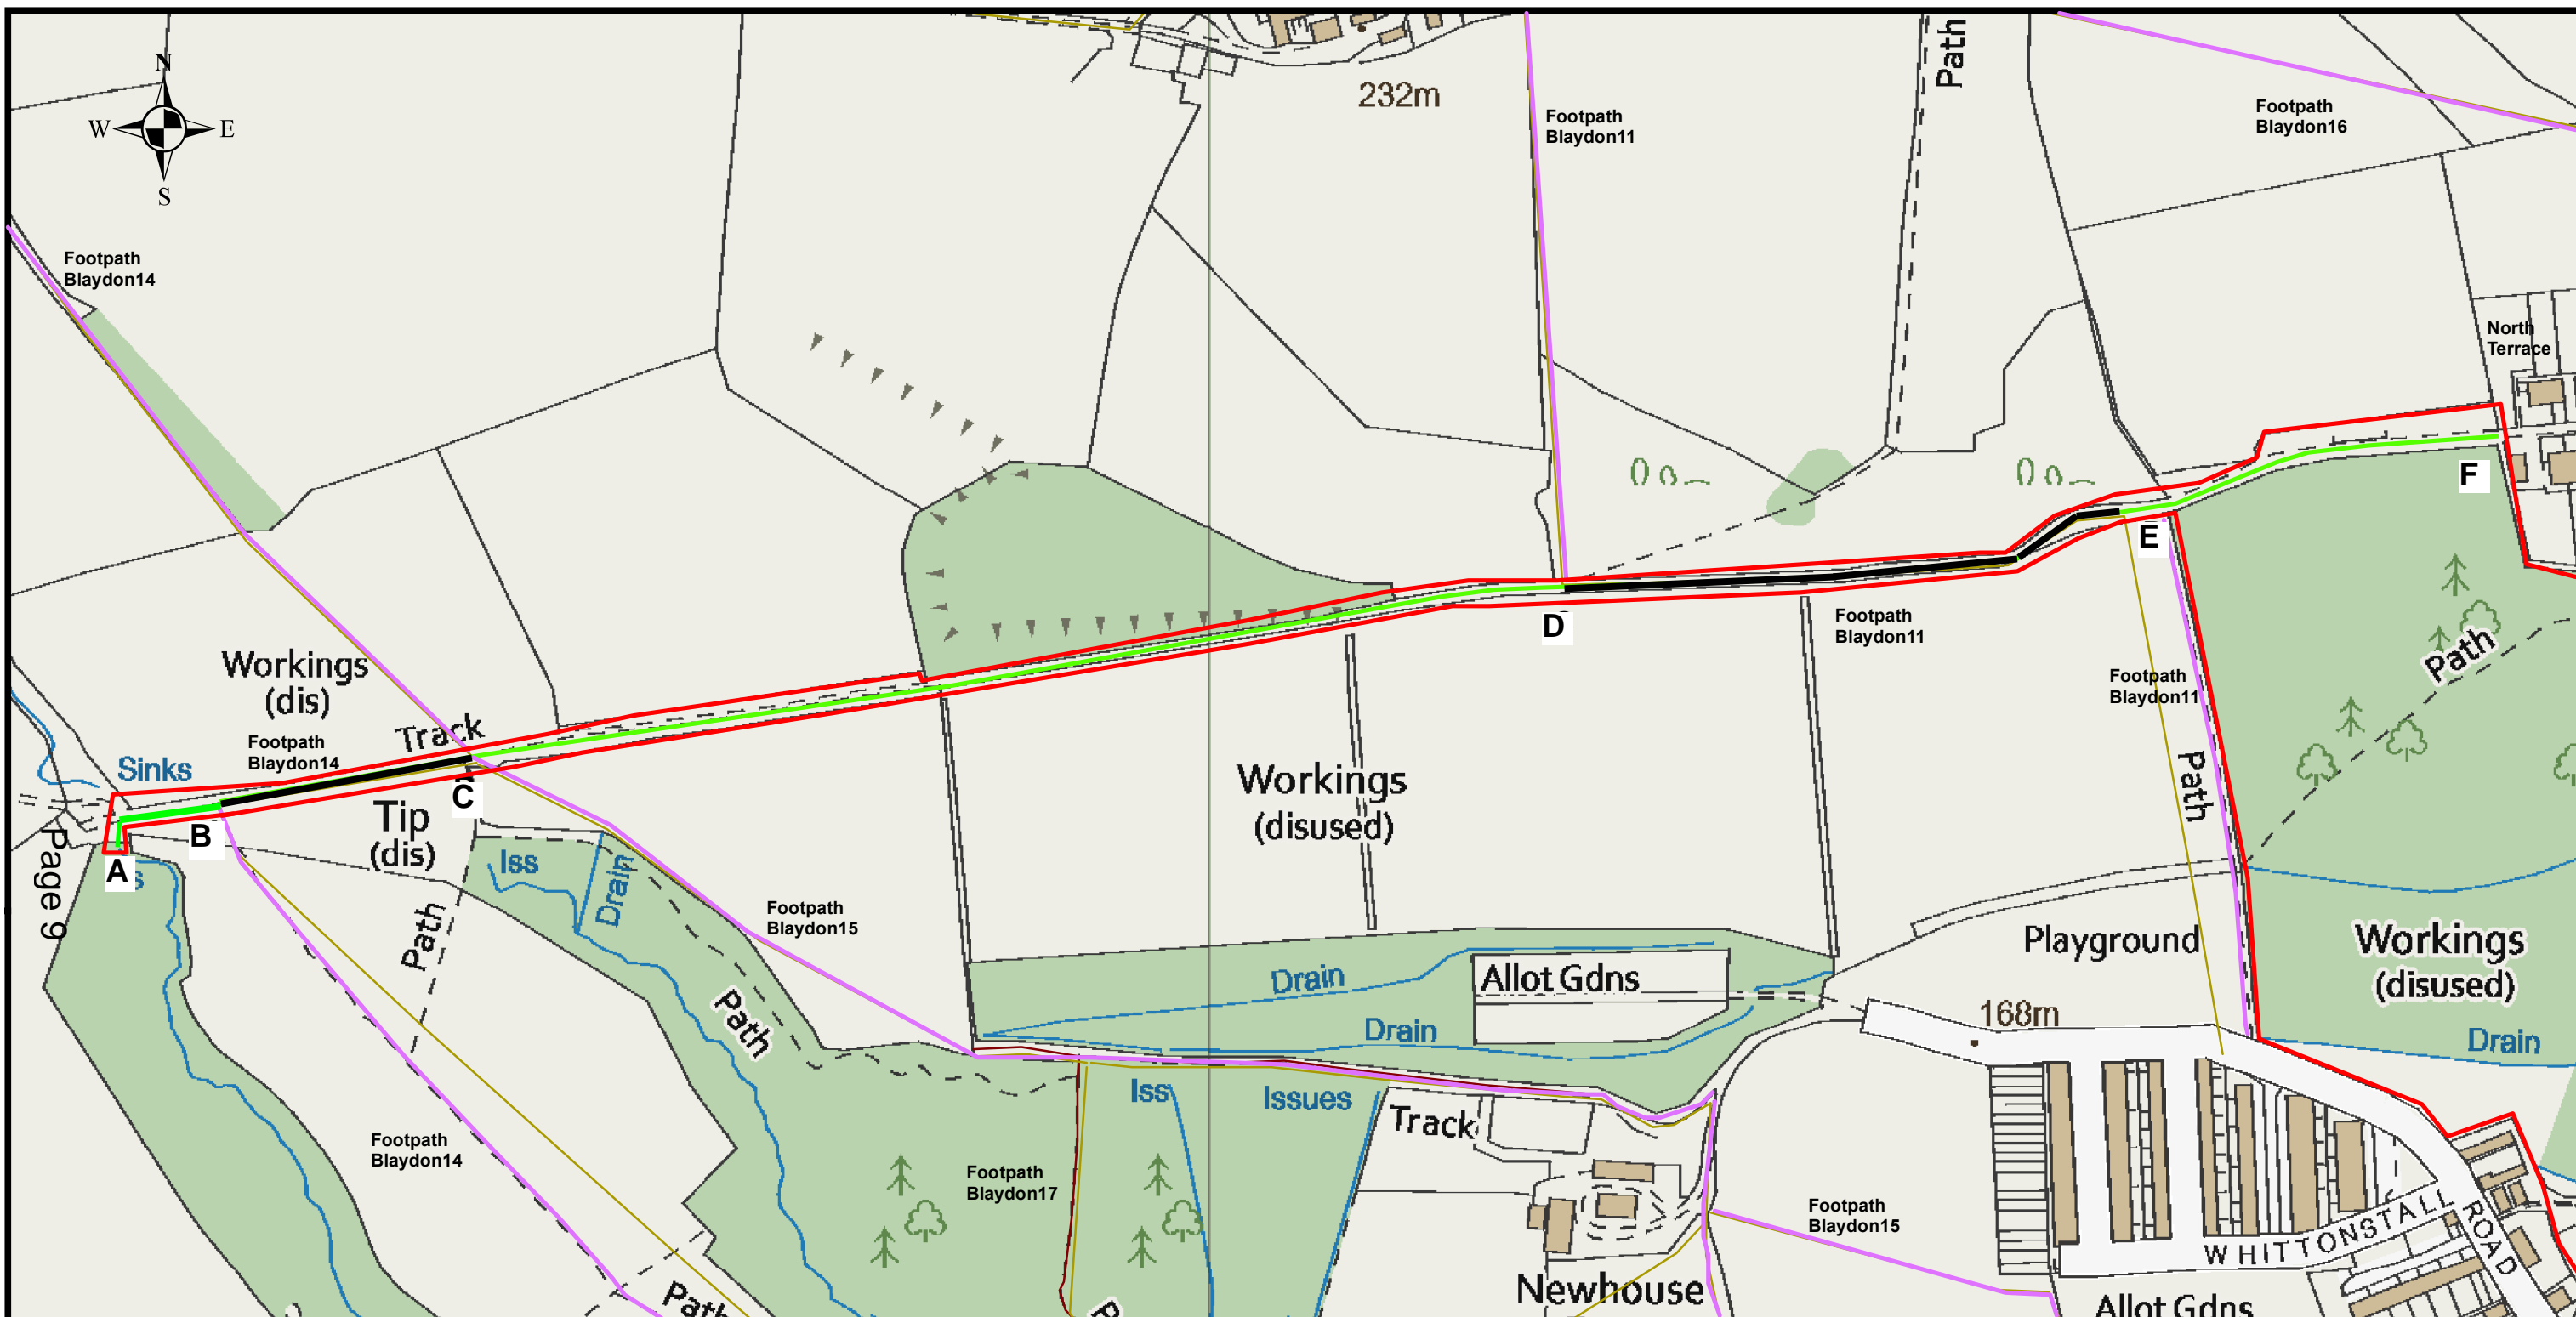 N
W
E
S
232m
Path
Footpath
Blaydon11
Footpath
Blaydon16
Footpath
Blaydon14
North
Terrace
F
E
D
Footpath
Blaydon11
Footpath
Blaydon11
Path
Workings
(dis)
Track
Footpath
Blaydon14
Sinks
C
B
A
Tip
(dis)
Page 9
Iss
Drain
Path
Path
Footpath
Blaydon15
Workings
(disused)
Path
Playground
Workings
(disused)
Drain
Allot Gdns
Drain
168m
Drain
Iss
Issues
Track
Footpath
Blaydon14
Footpath
Blaydon17
Footpath
Blaydon15
WHITTONSTALL
ROAD
Newhouse
Path
Allot Gdns